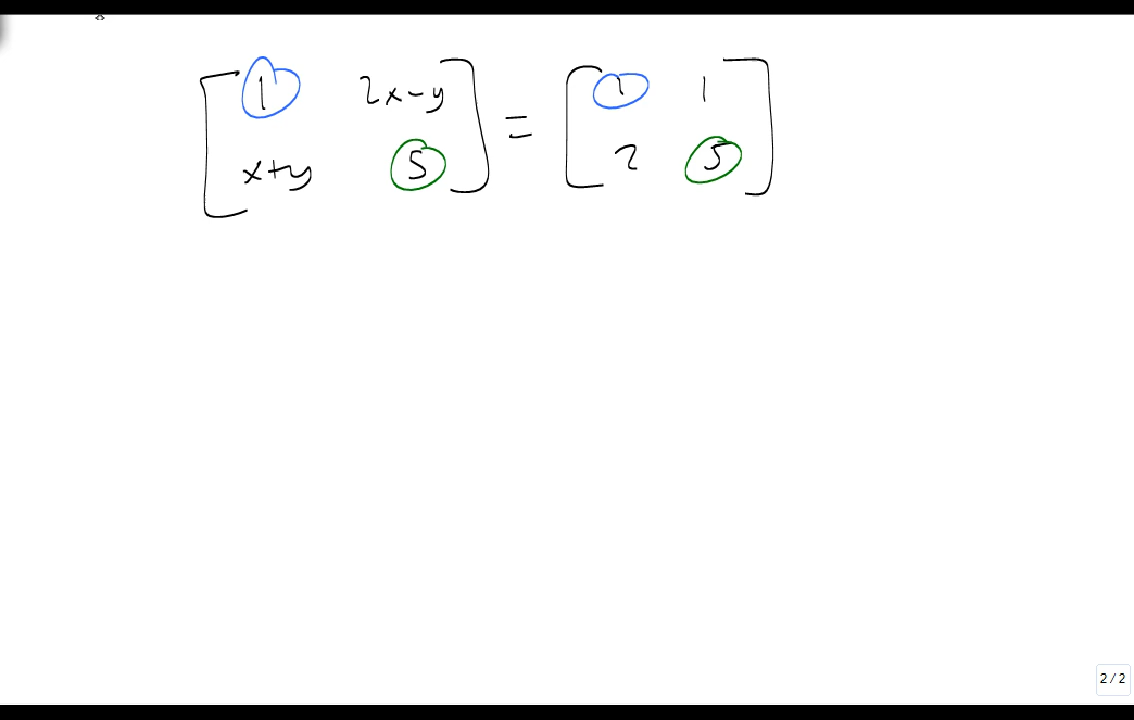 [1 2x-y] = [1 1]
[x+y 5] [2 5]
2/2